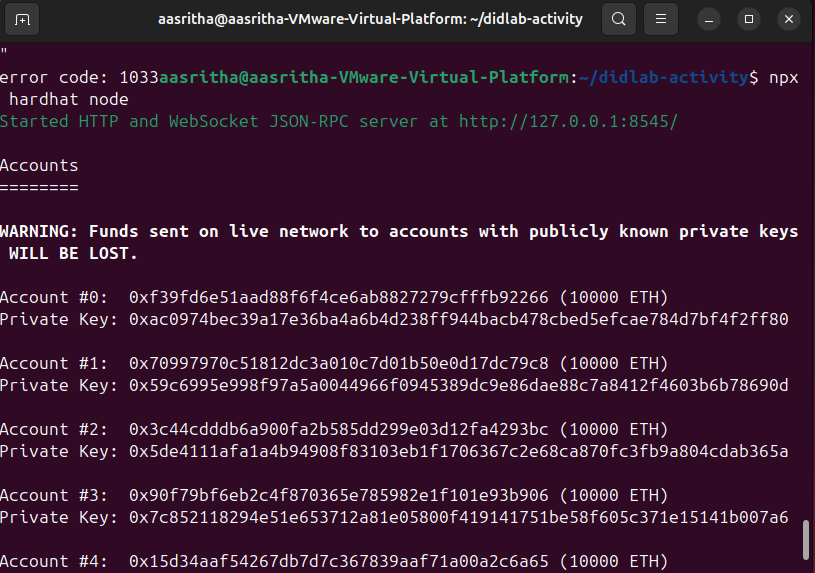 aasritha@aasritha-VMware-Virtual-Platform: ~/didlab-activity
"
error code: 1033aasritha@aasritha-VMware-Virtual-Platform:~/didlab-activity$ npx
 hardhat node
Started HTTP and WebSocket JSON-RPC server at http://127.0.0.1:8545/
Accounts
========
WARNING: Funds sent on live network to accounts with publicly known private keys
 WILL BE LOST.
Account #0:  0xf39fd6e51aad88f6f4ce6ab8827279cfffb92266 (10000 ETH)
Private Key: 0xac0974bec39a17e36ba4a6b4d238ff944bacb478cbed5efcae784d7bf4f2ff80
Account #1:  0x70997970c51812dc3a010c7d01b50e0d17dc79c8 (10000 ETH)
Private Key: 0x59c6995e998f97a5a0044966f0945389dc9e86dae88c7a8412f4603b6b78690d
Account #2:  0x3c44cdddb6a900fa2b585dd299e03d12fa4293bc (10000 ETH)
Private Key: 0x5de4111afa1a4b94908f83103eb1f1706367c2e68ca870fc3fb9a804cdab365a
Account #3:  0x90f79bf6eb2c4f870365e785982e1f101e93b906 (10000 ETH)
Private Key: 0x7c852118294e51e653712a81e05800f419141751be58f605c371e15141b007a6
Account #4:  0x15d34aaf54267db7d7c367839aaf71a00a2c6a65 (10000 ETH)